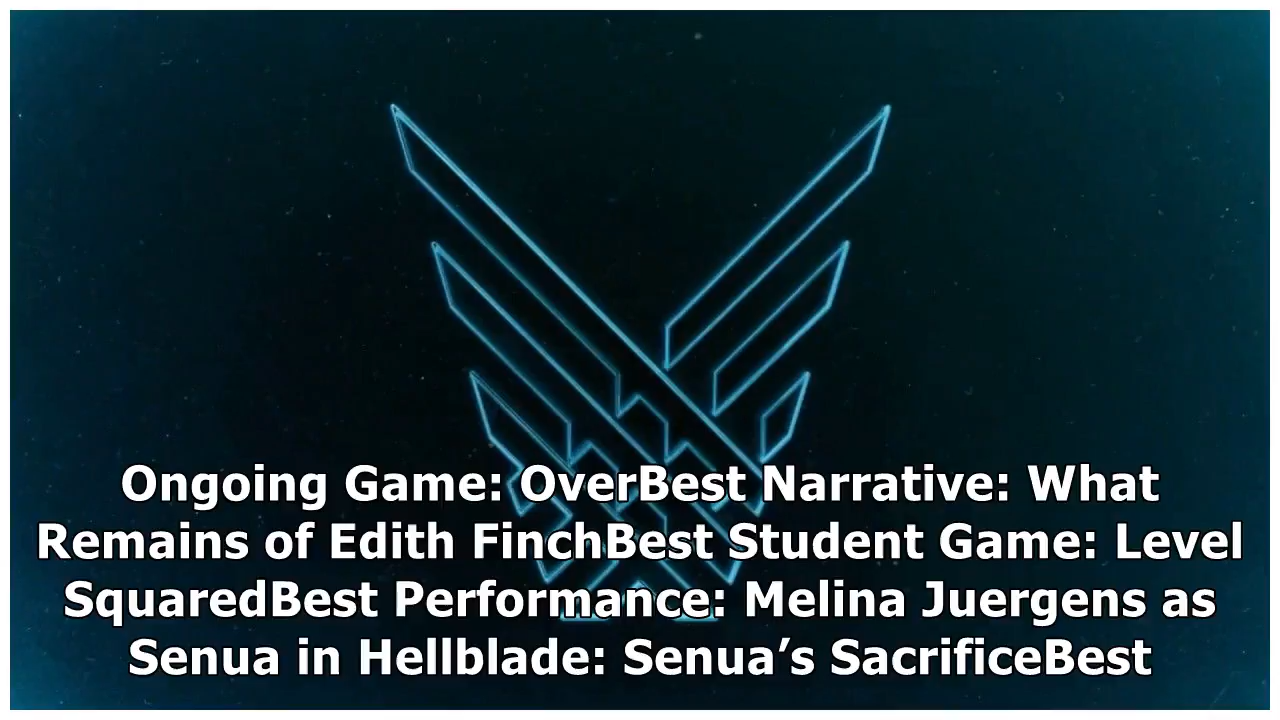 Ongoing Game: OverBest Narrative: What
Remains of Edith FinchBest Student Game: Level
SquaredBest Performance: Melina Juergens as
Senua in Hellblade: Senua’s SacrificeBest